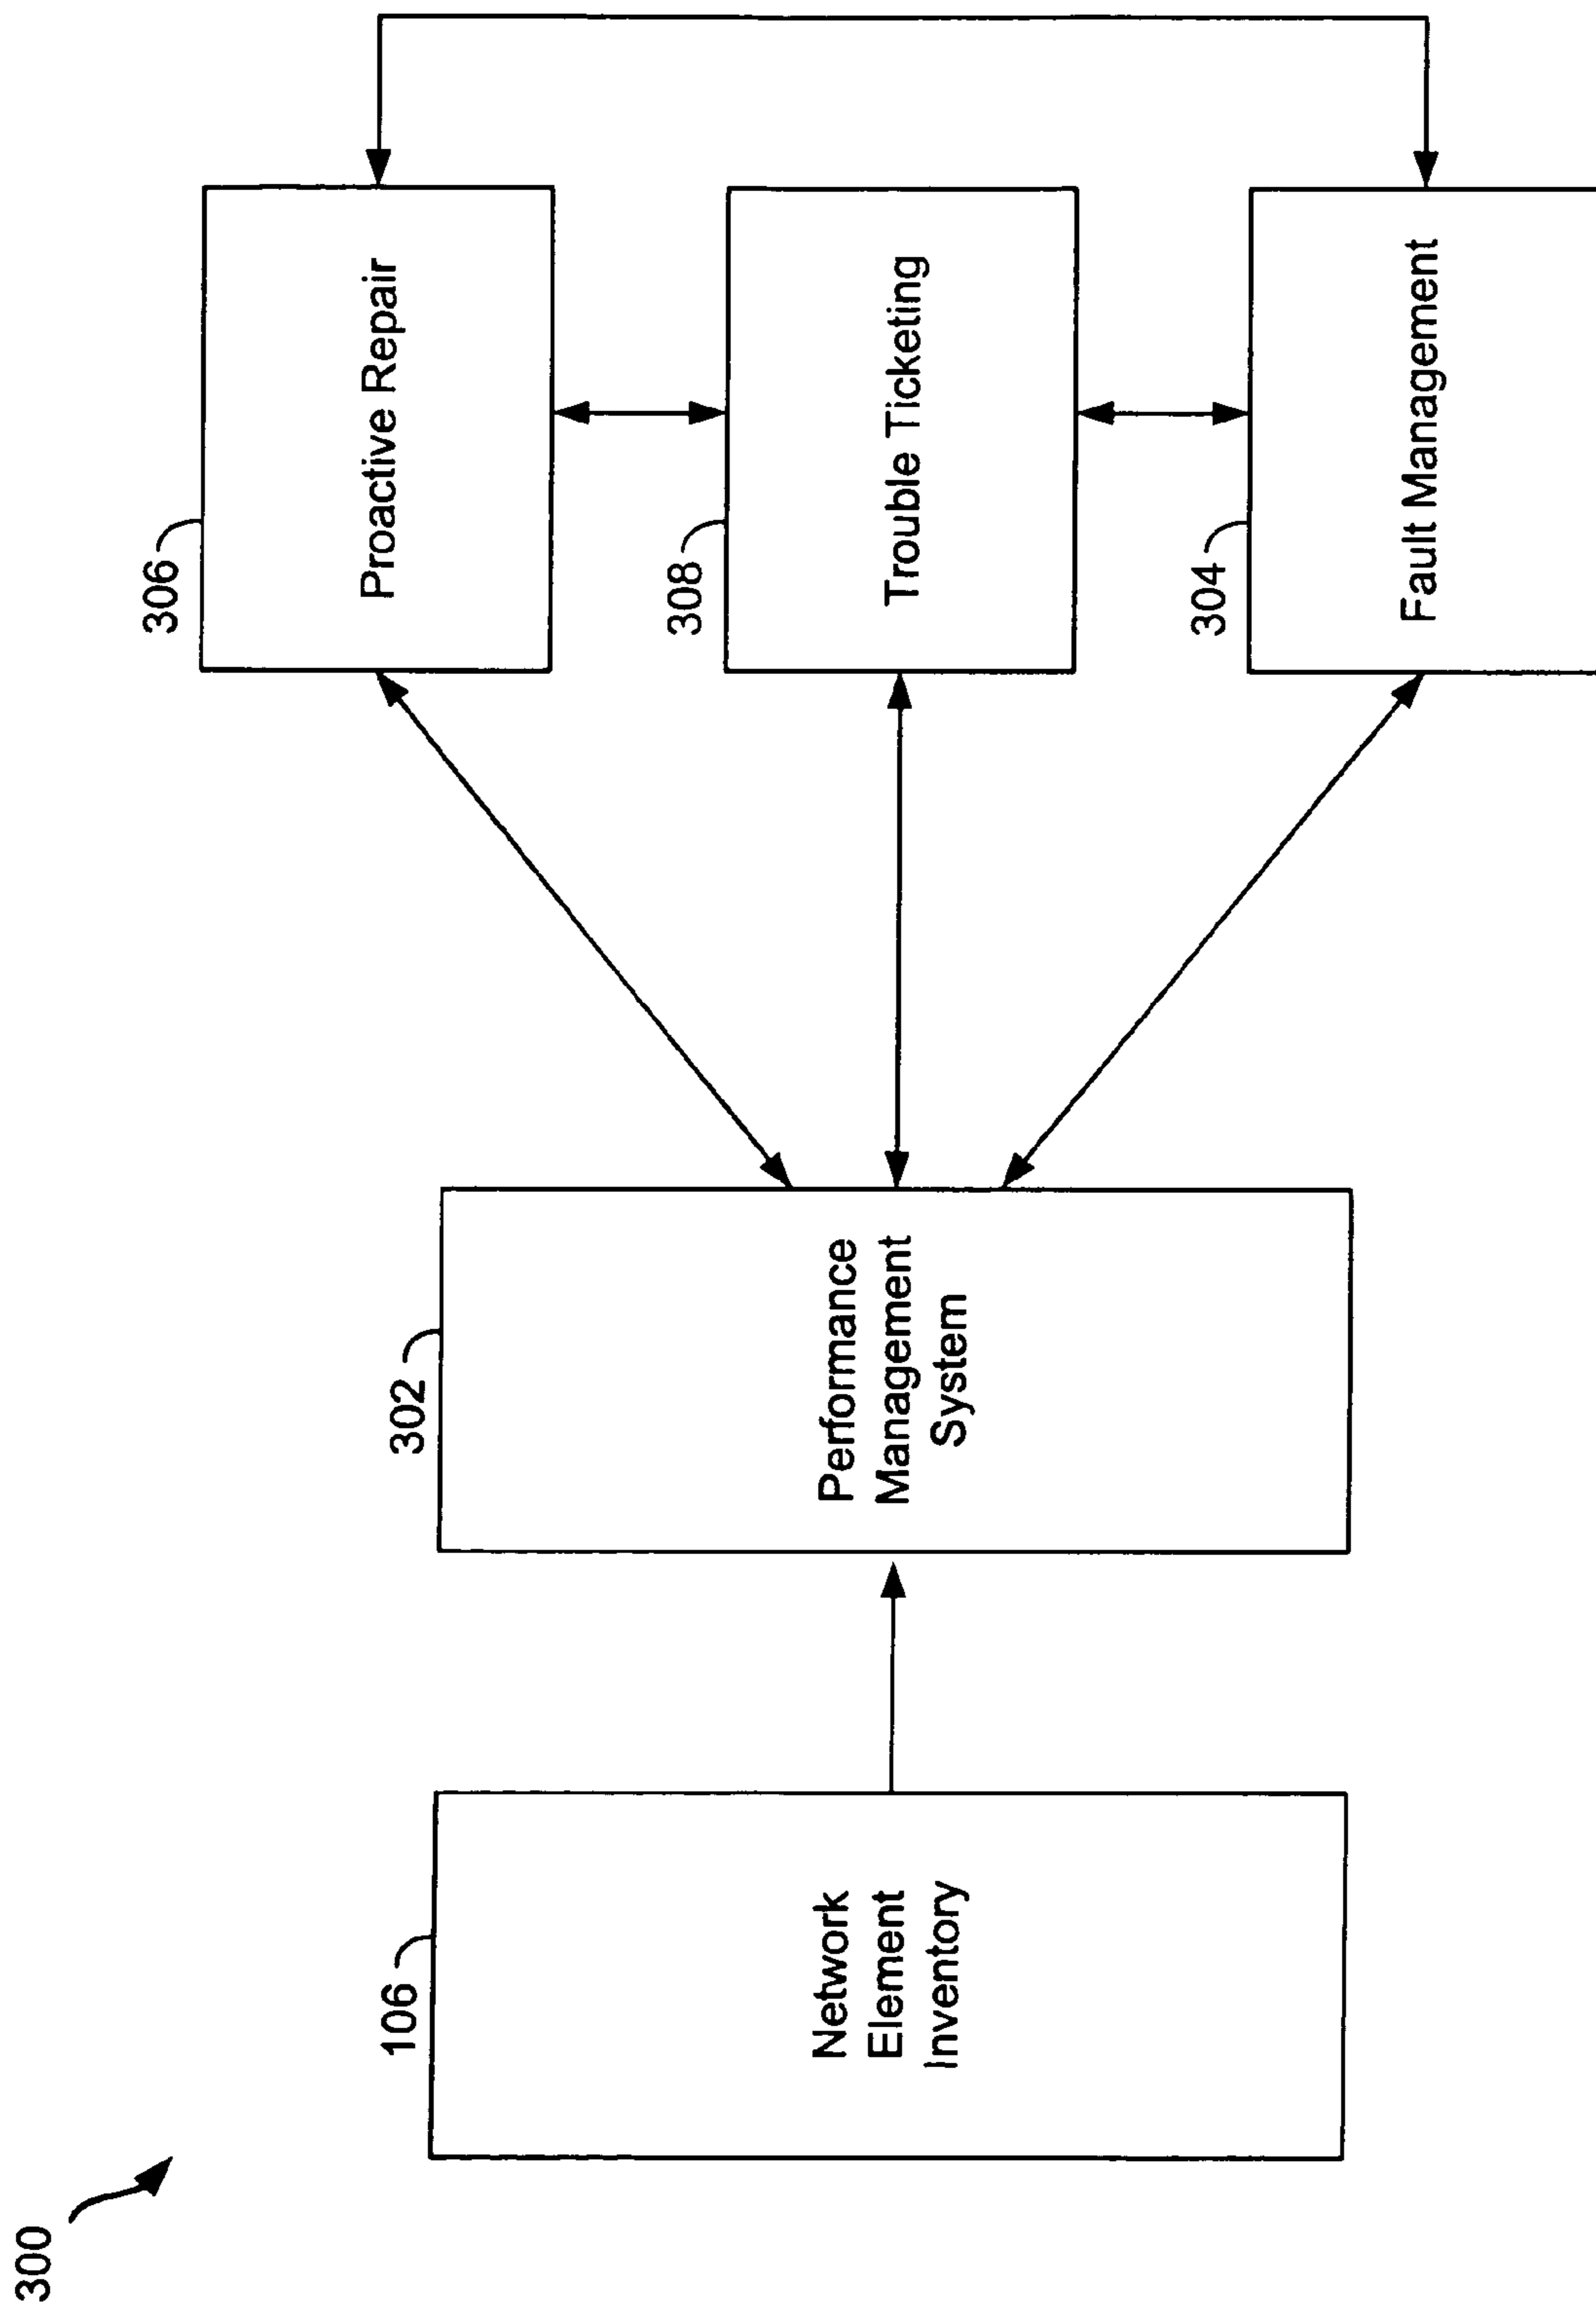 300
106
Network
Element
Inventory
302
Performance
Management
System
306
Proactive Repair
308
Trouble Ticketing
304
Fault Management